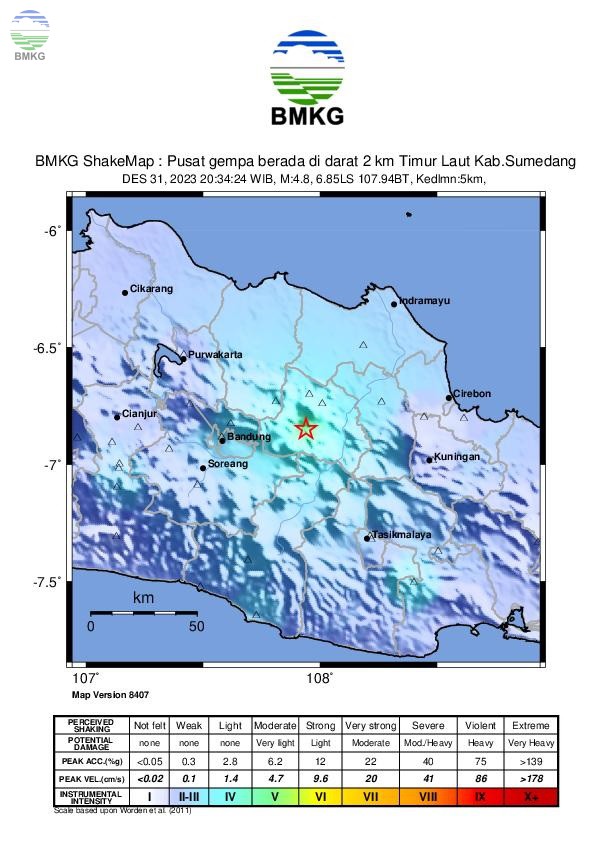 BMKG
BMKG
BMKG ShakeMap : Pusat gempa berada di darat 2 km Timur Laut Kab.Sumedang
DES 31, 2023 20:34:24 WIB, M:4.8, 6.85LS 107.94BT, Kedlmn:5km,
-6˚
Cikarang
Indramayu
-6.5˚
Purwakarta
Cirebon
Cianjur
Bandung
Kuningan
-7˚
Soreang
Tasikmalaya
-7.5˚
km
0 50
107˚ 108˚
Map Version 8407
PERCEIVED SHAKING Not felt Weak Light Moderate Strong Very strong Severe Violent Extreme
POTENTIAL DAMAGE none none none Very light Light Moderate Mod./Heavy Heavy Very Heavy
PEAK ACC.(%g) <0.05 0.3 2.8 6.2 12 22 40 75 >139
PEAK VEL.(cm/s) <0.02 0.1 1.4 4.7 9.6 20 41 86 >178
INSTRUMENTAL INTENSITY I II-III IV V VI VII VIII IX X+
Scale based upon Worden et al. (2011)